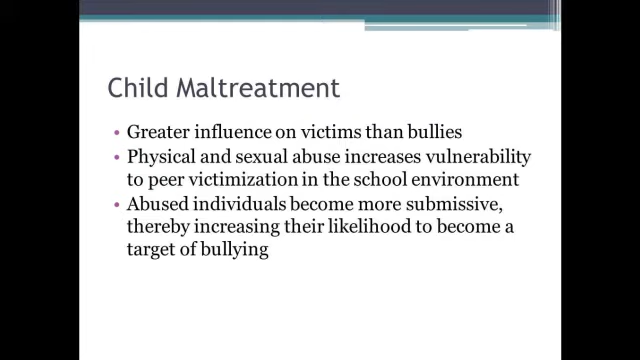 Child Maltreatment
• Greater influence on victims than bullies
• Physical and sexual abuse increases vulnerability
to peer victimization in the school environment
• Abused individuals become more submissive,
thereby increasing their likelihood to become a
target of bullying